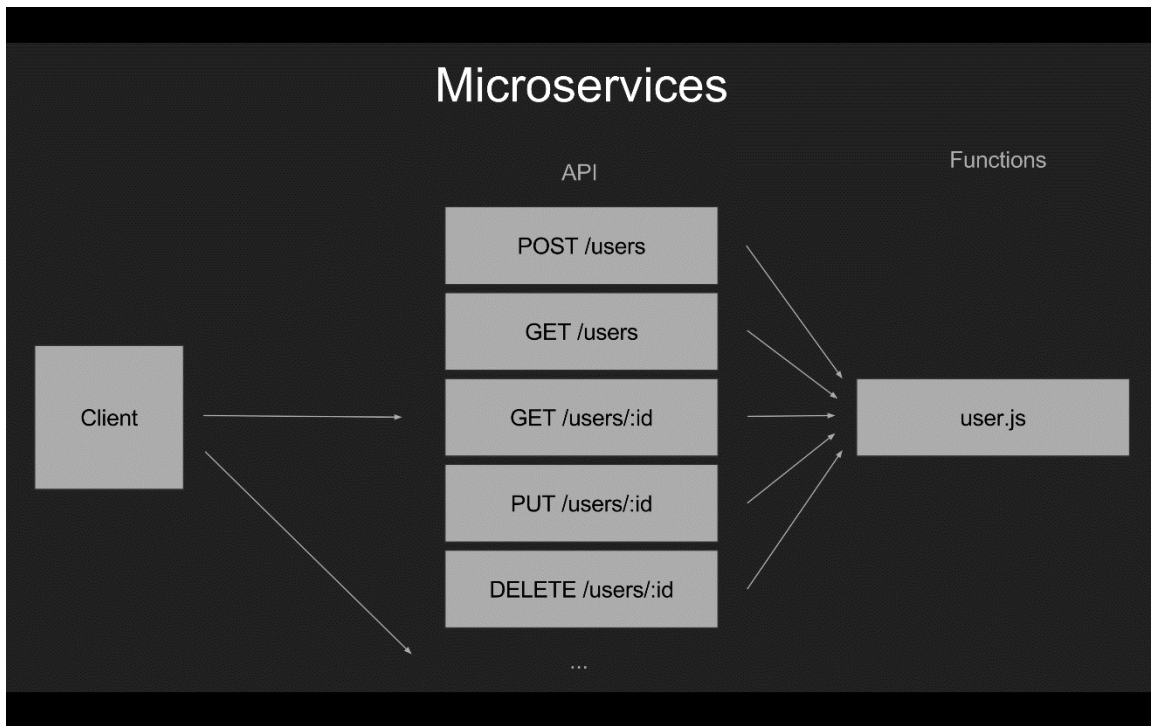 Microservices
API
Functions
POST /users
GET /users
Client
GET /users/:id
user.js
PUT /users/:id
DELETE /users/:id
...